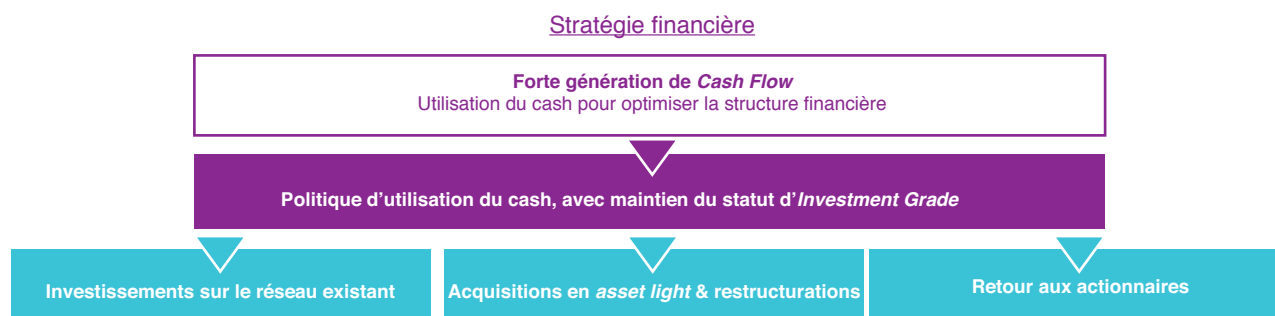 Stratégie financière
Forte génération de Cash Flow
Utilisation du cash pour optimiser la structure financière
Politique d’utilisation du cash, avec maintien du statut d’Investment Grade
Investissements sur le réseau existant
Acquisitions en asset light & restructurations
Retour aux actionnaires